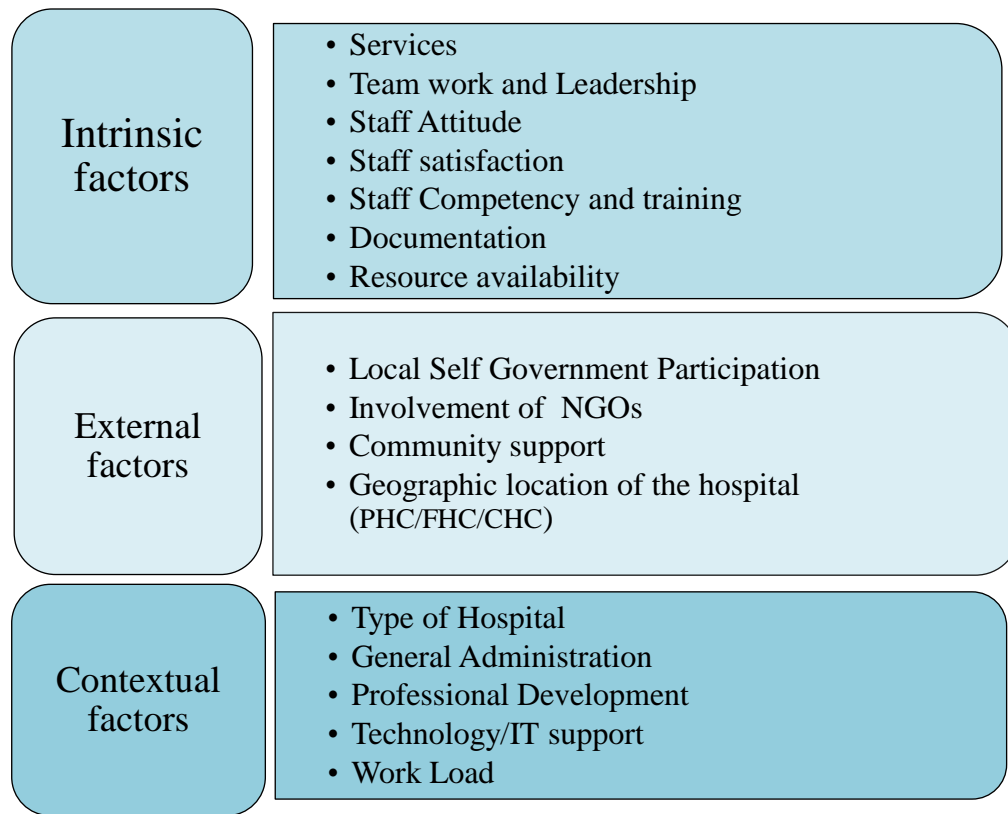 Intrinsic
factors
• Services
• Team work and Leadership
• Staff Attitude
• Staff satisfaction
• Staff Competency and training
• Documentation
• Resource availability
External
factors
• Local Self Government Participation
• Involvement of  NGOs
• Community support
• Geographic location of the hospital
(PHC/FHC/CHC)
Contextual
factors
• Type of Hospital
• General Administration
• Professional Development
• Technology/IT support
• Work Load